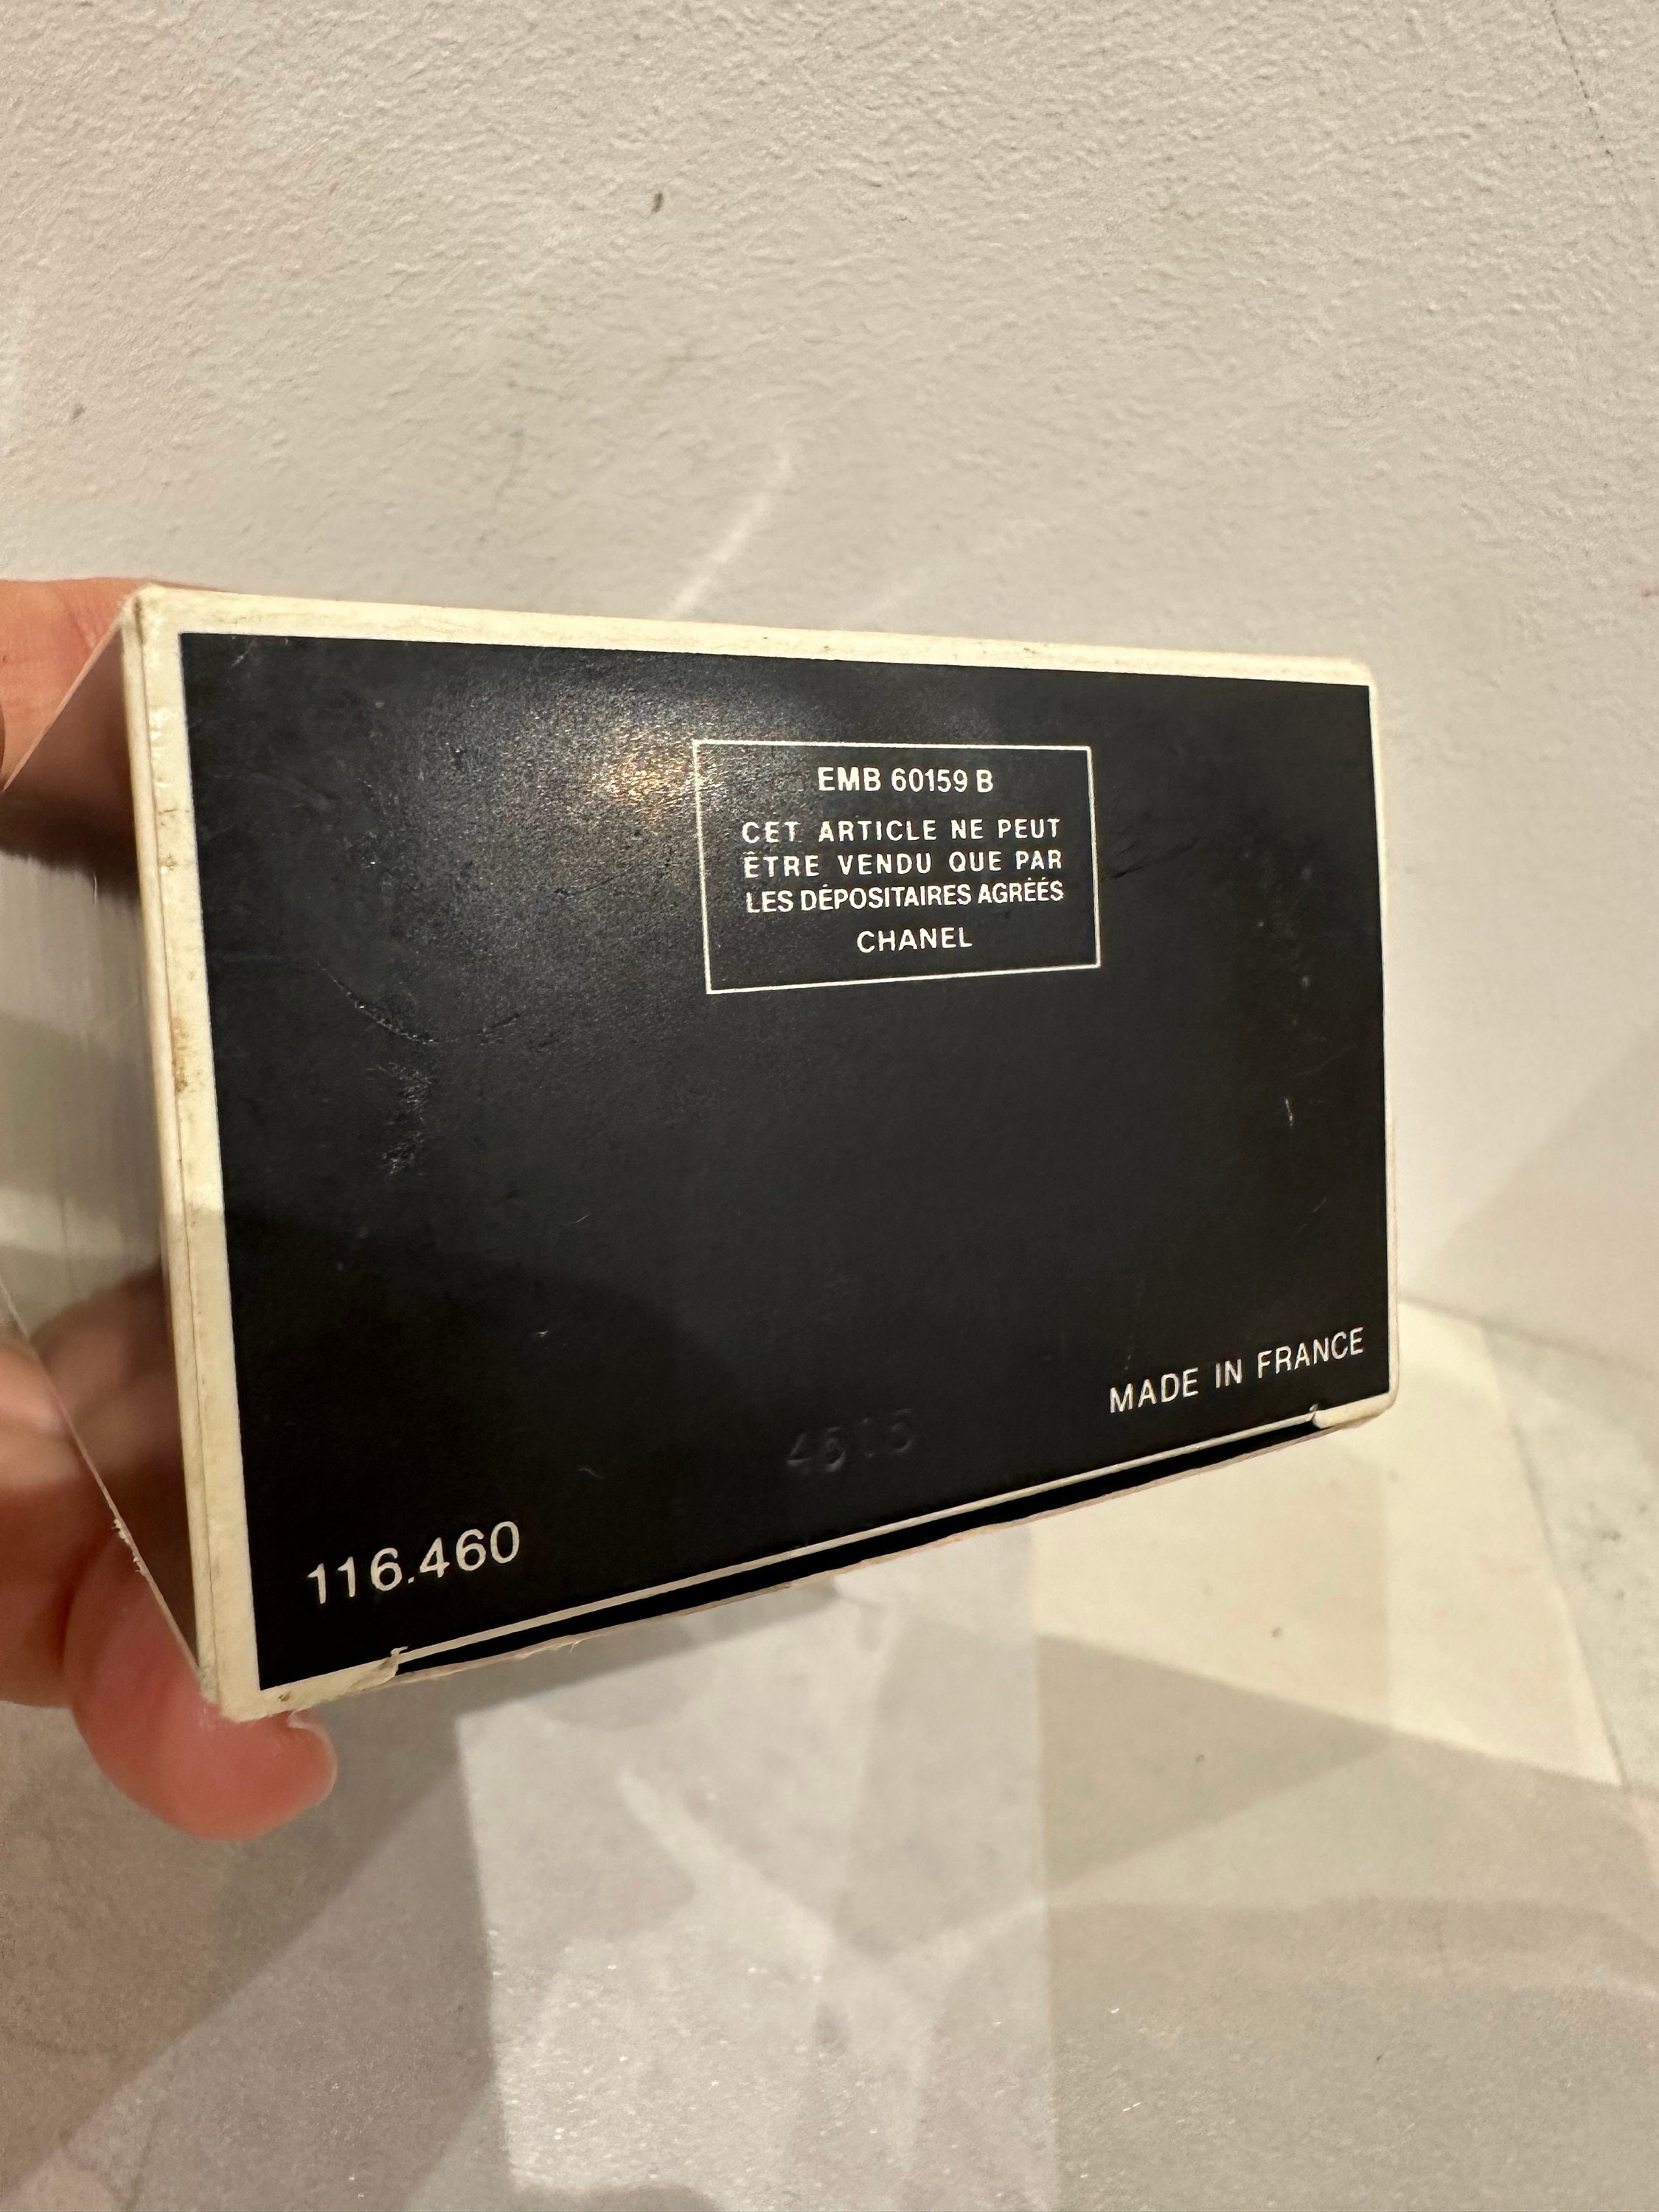 EMB 60159 B
CET ARTICLE NE PEUT
ÊTRE VENDU QUE PAR
LES DÉPOSITAIRES AGRÉÉS
CHANEL
MADE IN FRANCE
116.460